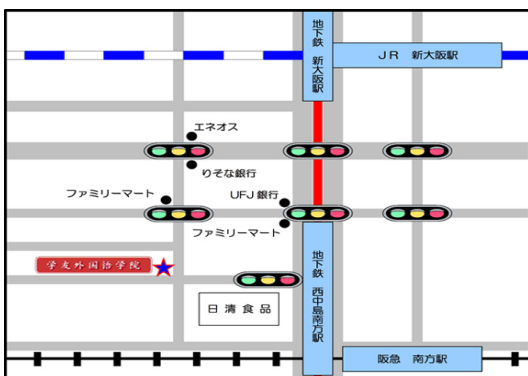 地下鉄 新大阪駅
JR 新大阪駅
エネオス
りそな銀行
ファミリーマート
UFJ銀行
ファミリーマート
学友外国语学院
日清食品
地下鉄 西中島南方駅
阪急 南方駅